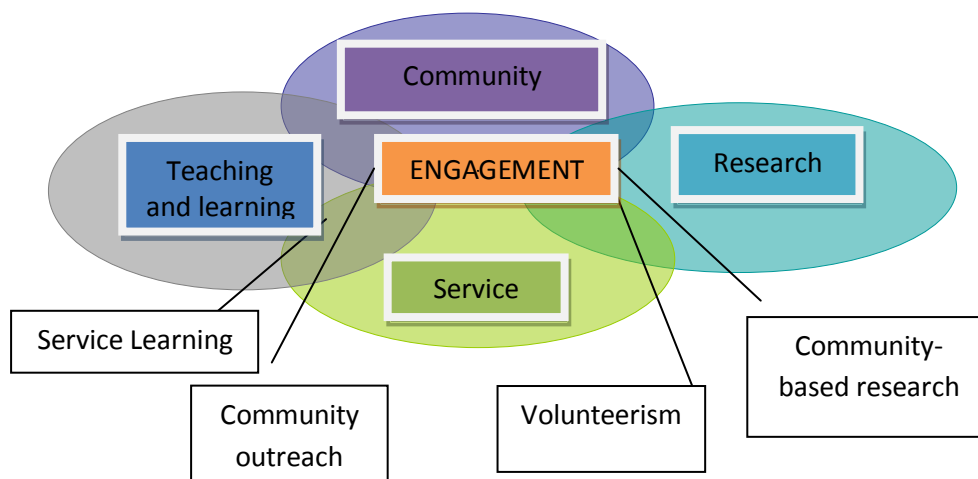 Community
Teaching
and learning
ENGAGEMENT
Research
Service
Service Learning
Community
outreach
Volunteerism
Community-
based research